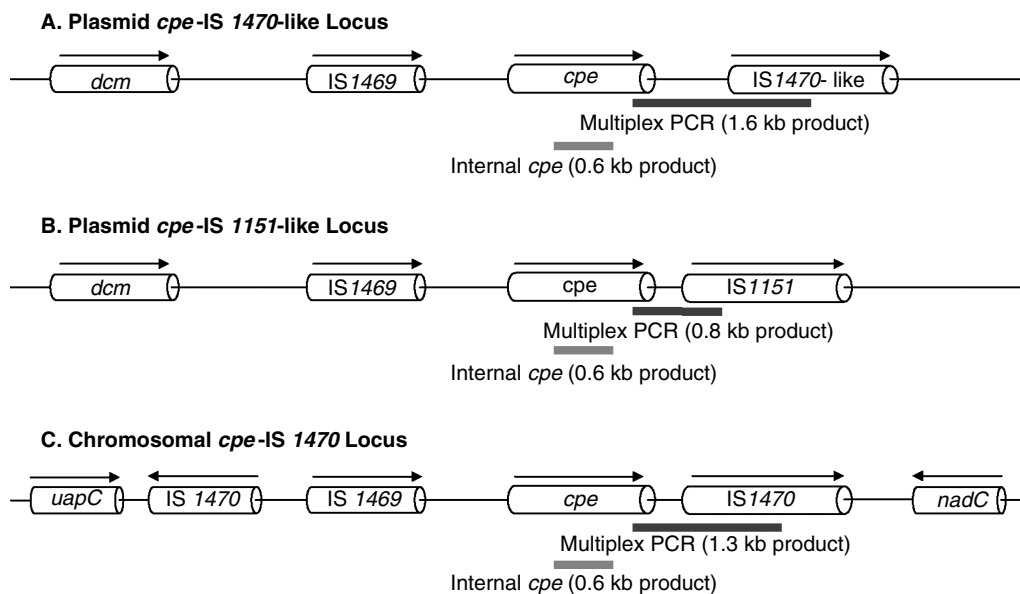 A. Plasmid cpe-IS 1470-like Locus
dcm IS1469 cpe IS1470- like
Multiplex PCR (1.6 kb product)
Internal cpe (0.6 kb product)
B. Plasmid cpe-IS 1151-like Locus
dcm IS1469 cpe IS1151
Multiplex PCR (0.8 kb product)
Internal cpe (0.6 kb product)
C. Chromosomal cpe-IS 1470 Locus
uapC IS 1470 IS 1469 cpe IS1470 nadC
Multiplex PCR (1.3 kb product)
Internal cpe (0.6 kb product)